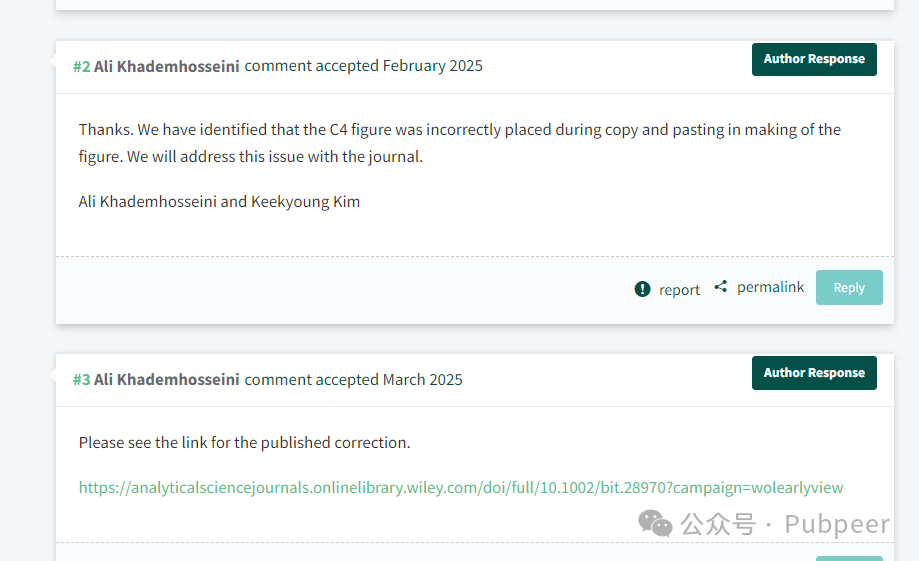 #2 Ali Khademhosseini comment accepted February 2025
Author Response
Thanks. We have identified that the C4 figure was incorrectly placed during copy and pasting in making of the
figure. We will address this issue with the journal.
Ali Khademhosseini and Keekyoung Kim
report
permalink
Reply
#3 Ali Khademhosseini comment accepted March 2025
Author Response
Please see the link for the published correction.
https://analyticalsciencejournals.onlinelibrary.wiley.com/doi/full/10.1002/bit.28970?campaign=wolearlyview
公众号 · Pubpeer